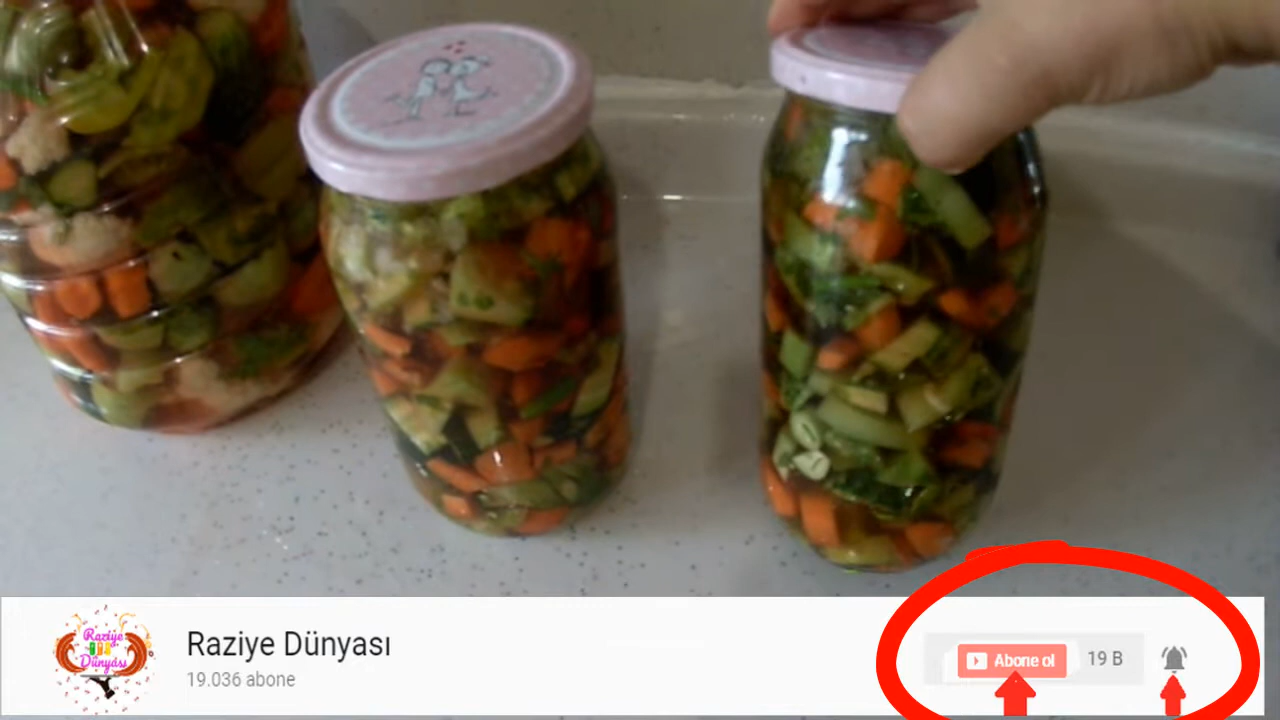 Raziye
Dünyası
Raziye Dünyası
19.036 abone
Abone ol
19 B